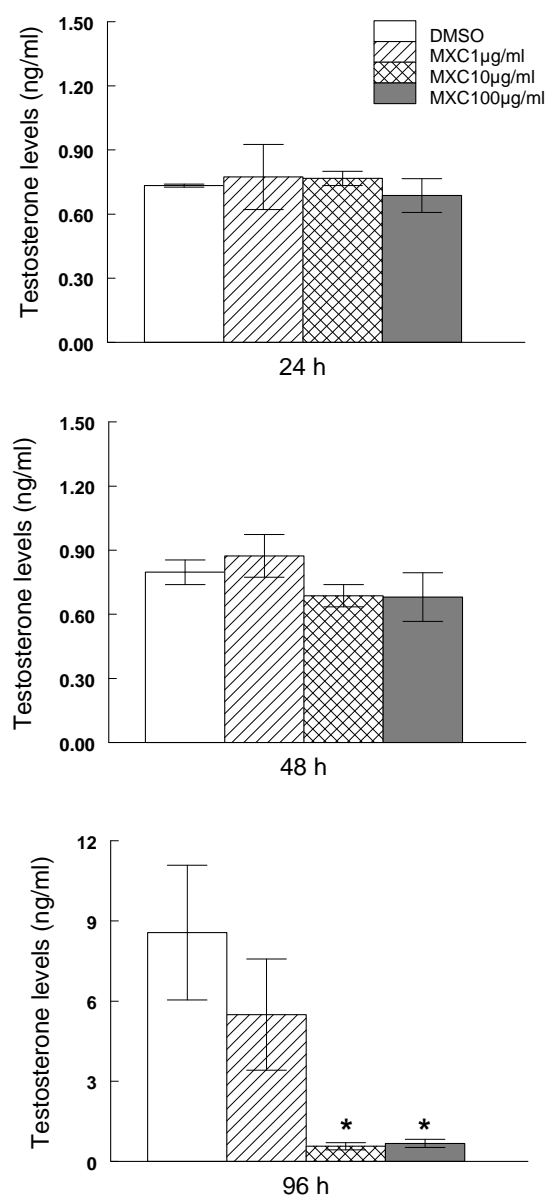 1.50
1.20
0.90
0.60
0.30
0.00
Testosterone levels (ng/ml)
DMSO
MXC1µg/ml
MXC10µg/ml
MXC100µg/ml
24 h
1.50
1.20
0.90
0.60
0.30
0.00
Testosterone levels (ng/ml)
48 h
12
9
6
3
0
Testosterone levels (ng/ml)
* *
96 h